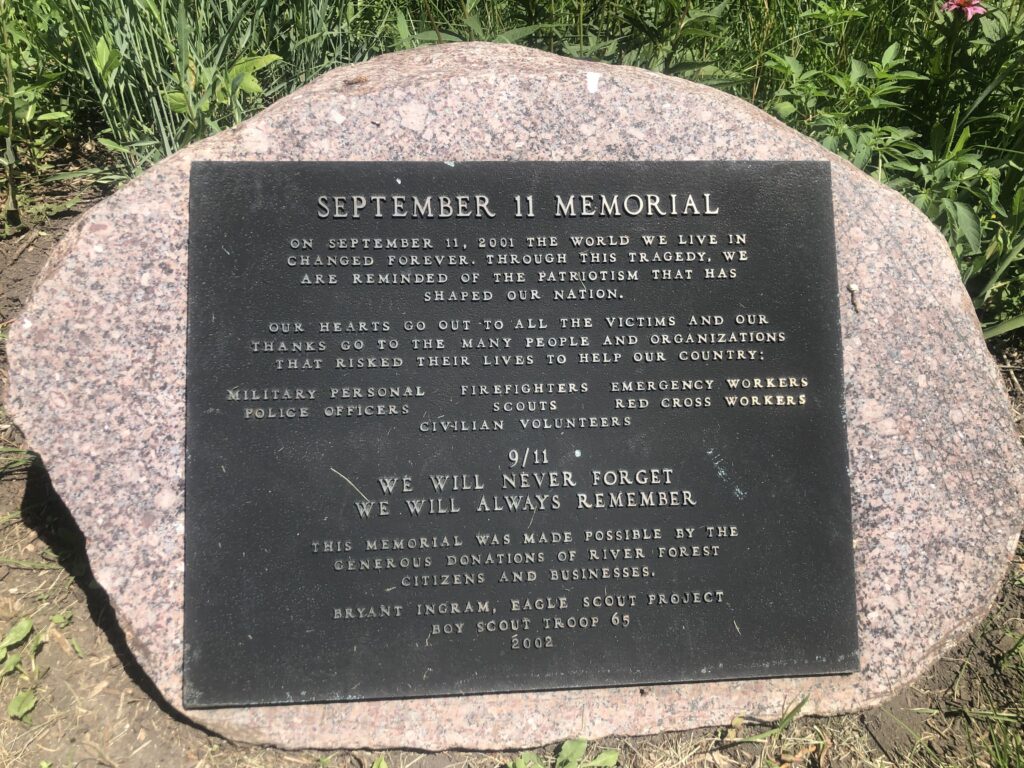 SEPTEMBER 11 MEMORIAL
ON SEPTEMBER 11, 2001 THE WORLD WE LIVE IN
CHANGED FOREVER. THROUGH THIS TRAGEDY, WE
ARE REMINDED OF THE PATRIOTISM THAT HAS
SHAPED OUR NATION.
OUR HEARTS GO OUT TO ALL THE VICTIMS AND OUR
THANKS GO TO THE MANY PEOPLE AND ORGANIZATIONS
THAT RISKED THEIR LIVES TO HELP OUR COUNTRY:
MILITARY PERSONAL FIREFIGHTERS EMERGENCY WORKERS
POLICE OFFICERS SCOUTS RED CROSS WORKERS
CIVILIAN VOLUNTEERS
9/11
WE WILL NEVER FORGET
WE WILL ALWAYS REMEMBER
THIS MEMORIAL WAS MADE POSSIBLE BY THE
GENEROUS DONATIONS OF RIVER FOREST
CITIZENS AND BUSINESSES.
BRYANT INGRAM, EAGLE SCOUT PROJECT
BOY SCOUT TROOP 65
2002